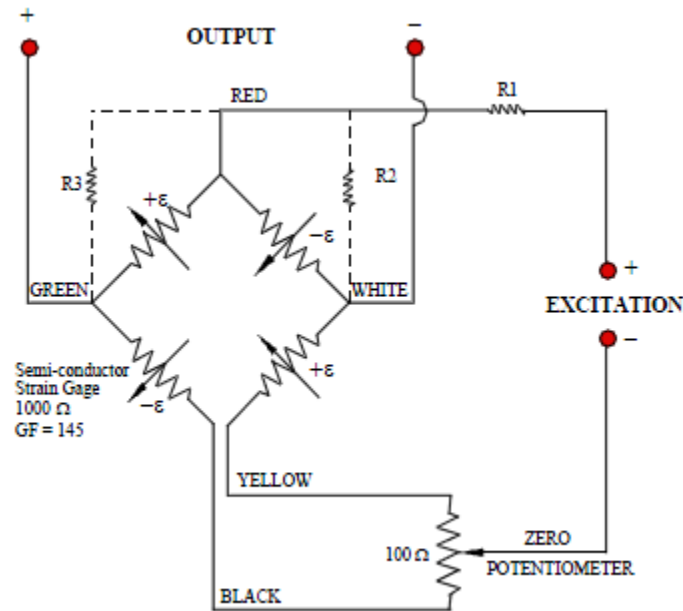 +
OUTPUT
−
RED
R1
R3
+ε
−ε
R2
+
GREEN
WHITE
EXCITATION
−
Semi-conductor
Strain Gage
1000 Ω
GF = 145
−ε
+ε
YELLOW
100 Ω
ZERO
POTENTIOMETER
BLACK